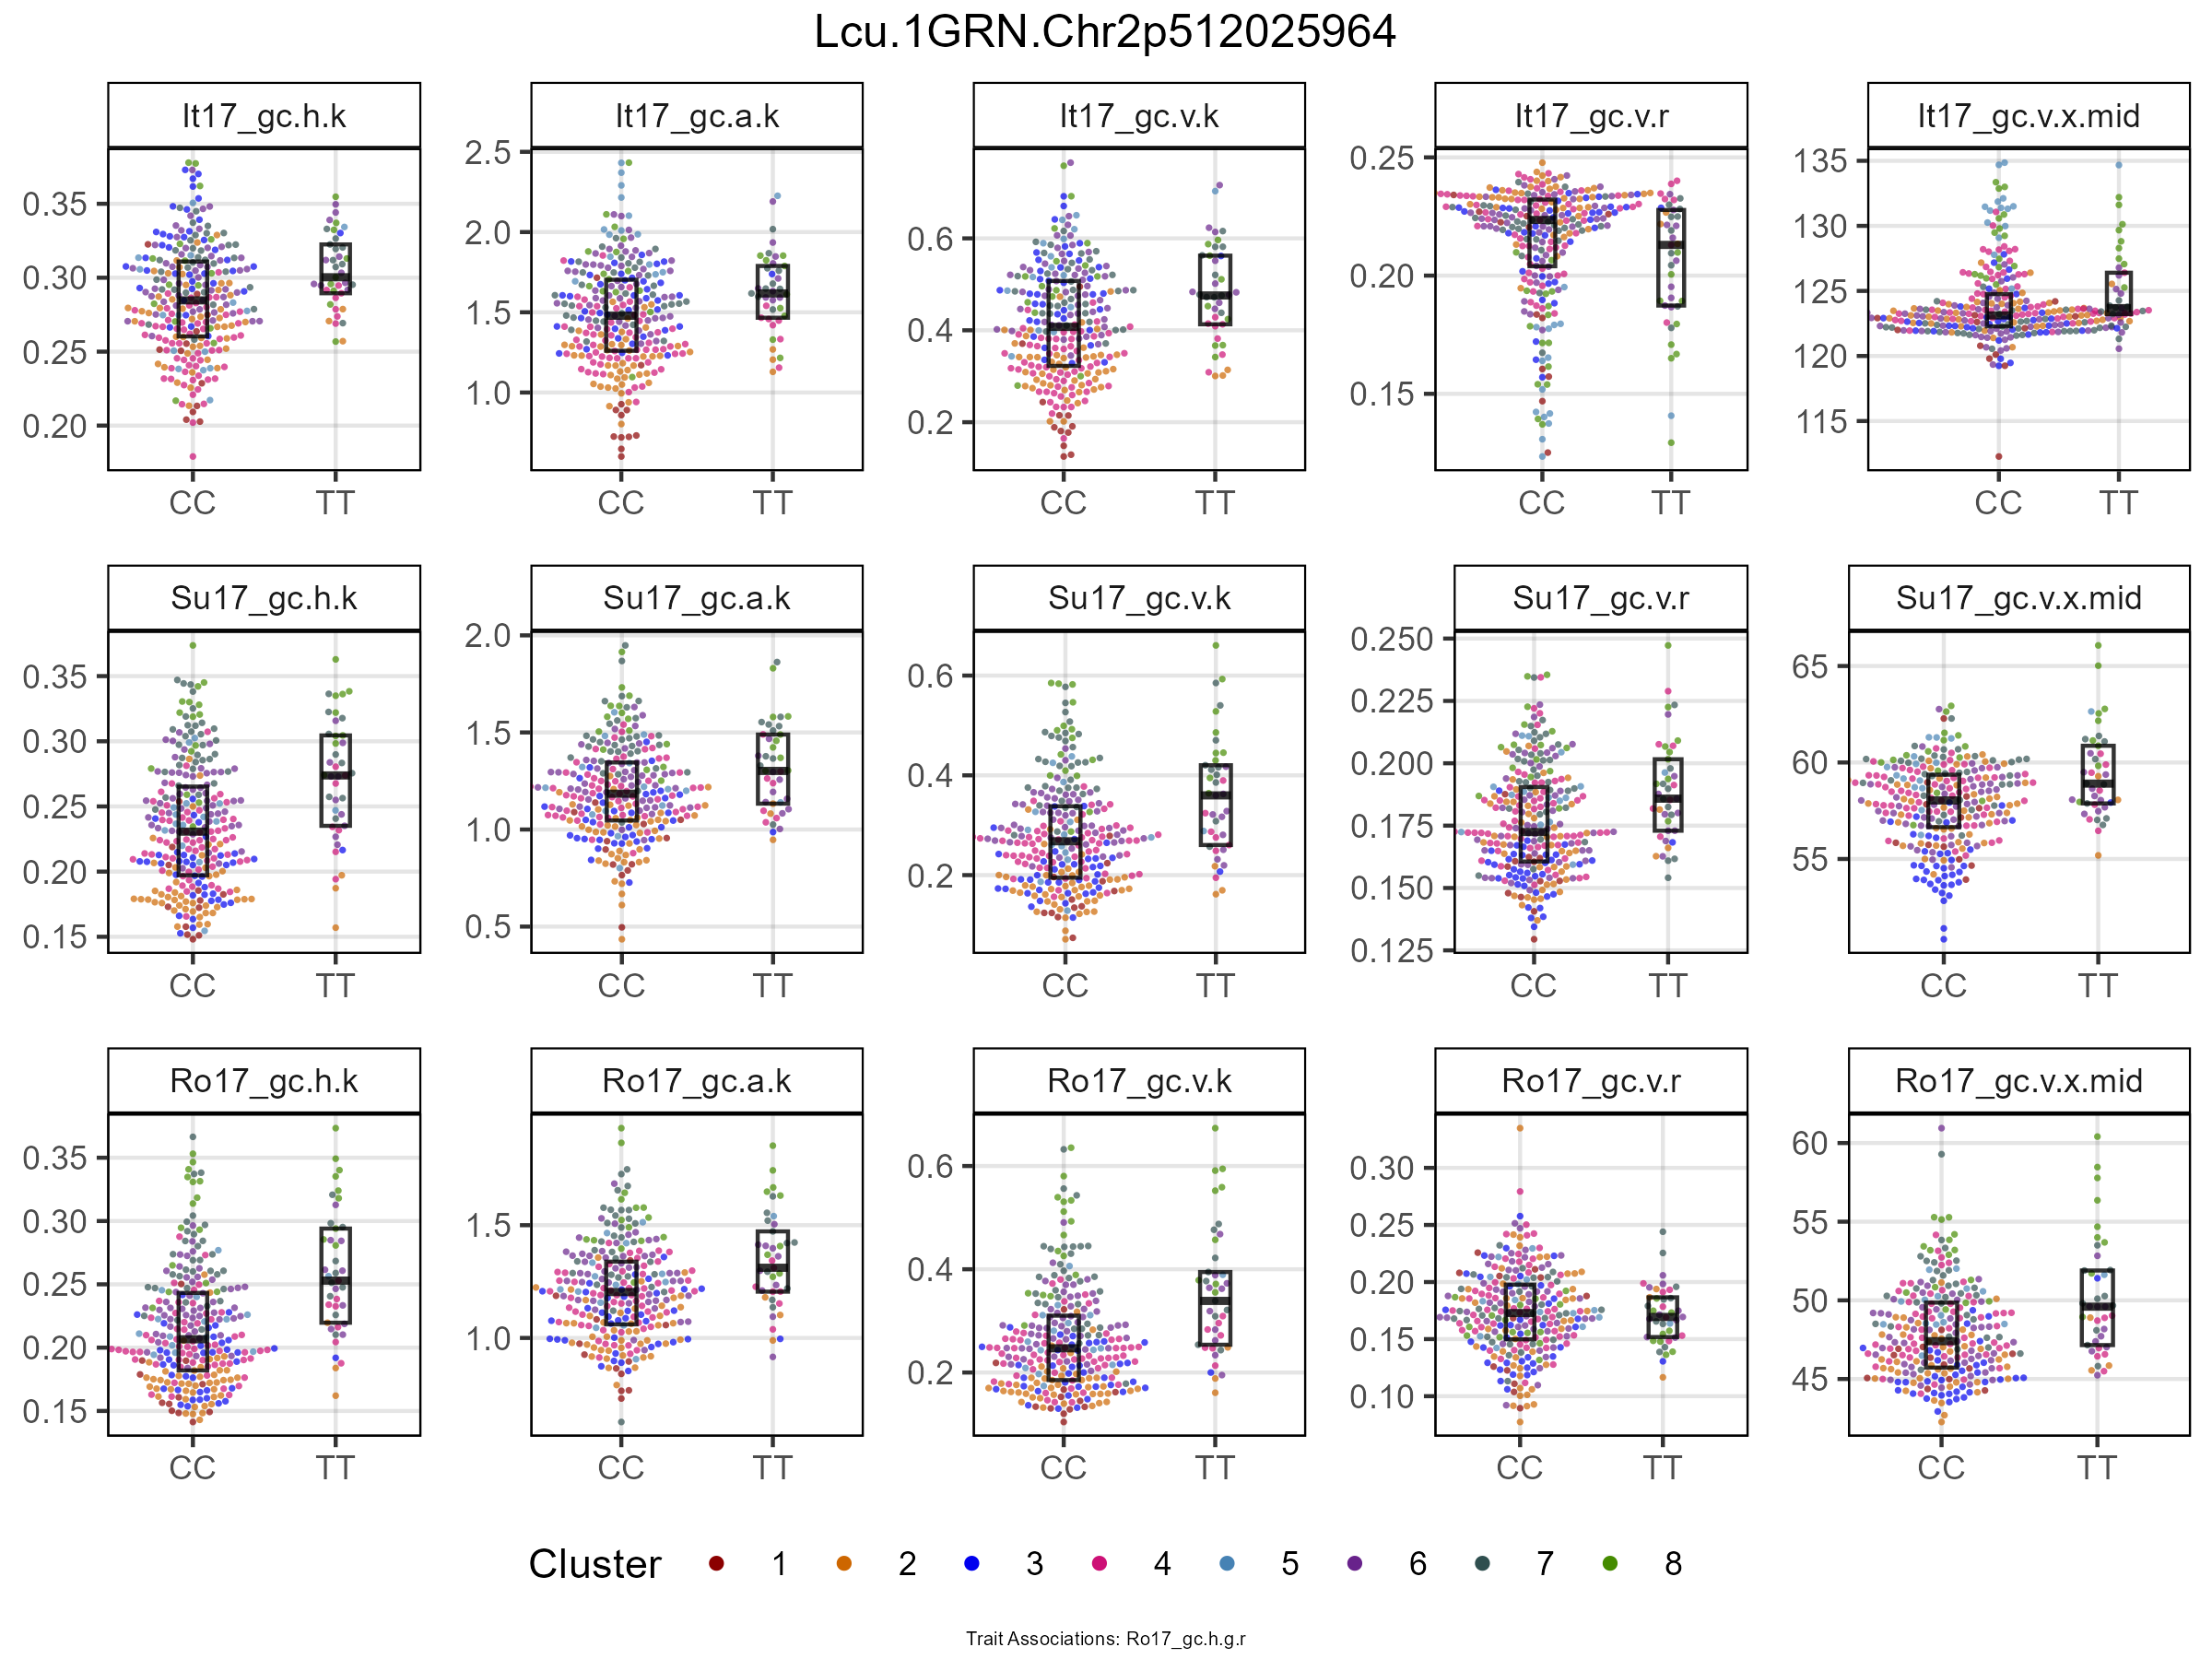 Lcu.1GRN.Chr2p512025964
It17_gc.h.k
It17_gc.a.k
It17_gc.v.k
It17_gc.v.r
It17_gc.v.x.mid
0.35
0.30
0.25
0.20
CC TT
2.5
2.0
1.5
1.0
CC TT
0.6
0.4
0.2
CC TT
0.25
0.20
0.15
CC TT
135
130
125
120
115
CC TT
Su17_gc.h.k
Su17_gc.a.k
Su17_gc.v.k
Su17_gc.v.r
Su17_gc.v.x.mid
0.35
0.30
0.25
0.20
0.15
CC TT
2.0
1.5
1.0
0.5
CC TT
0.6
0.4
0.2
CC TT
0.250
0.225
0.200
0.175
0.150
0.125
CC TT
65
60
55
CC TT
Ro17_gc.h.k
Ro17_gc.a.k
Ro17_gc.v.k
Ro17_gc.v.r
Ro17_gc.v.x.mid
0.35
0.30
0.25
0.20
0.15
CC TT
1.5
1.0
CC TT
0.6
0.4
0.2
CC TT
0.30
0.25
0.20
0.15
0.10
CC TT
60
55
50
45
CC TT
Cluster 1 2 3 4 5 6 7 8
Trait Associations: Ro17_gc.h.g.r